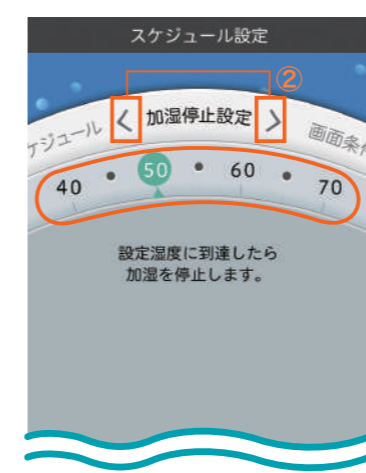 スケジュール設定
②
ケジュール < 加湿停止設定 > 画面条件
40 • 50 • 60 • 70
設定湿度に到達したら
加湿を停止します。